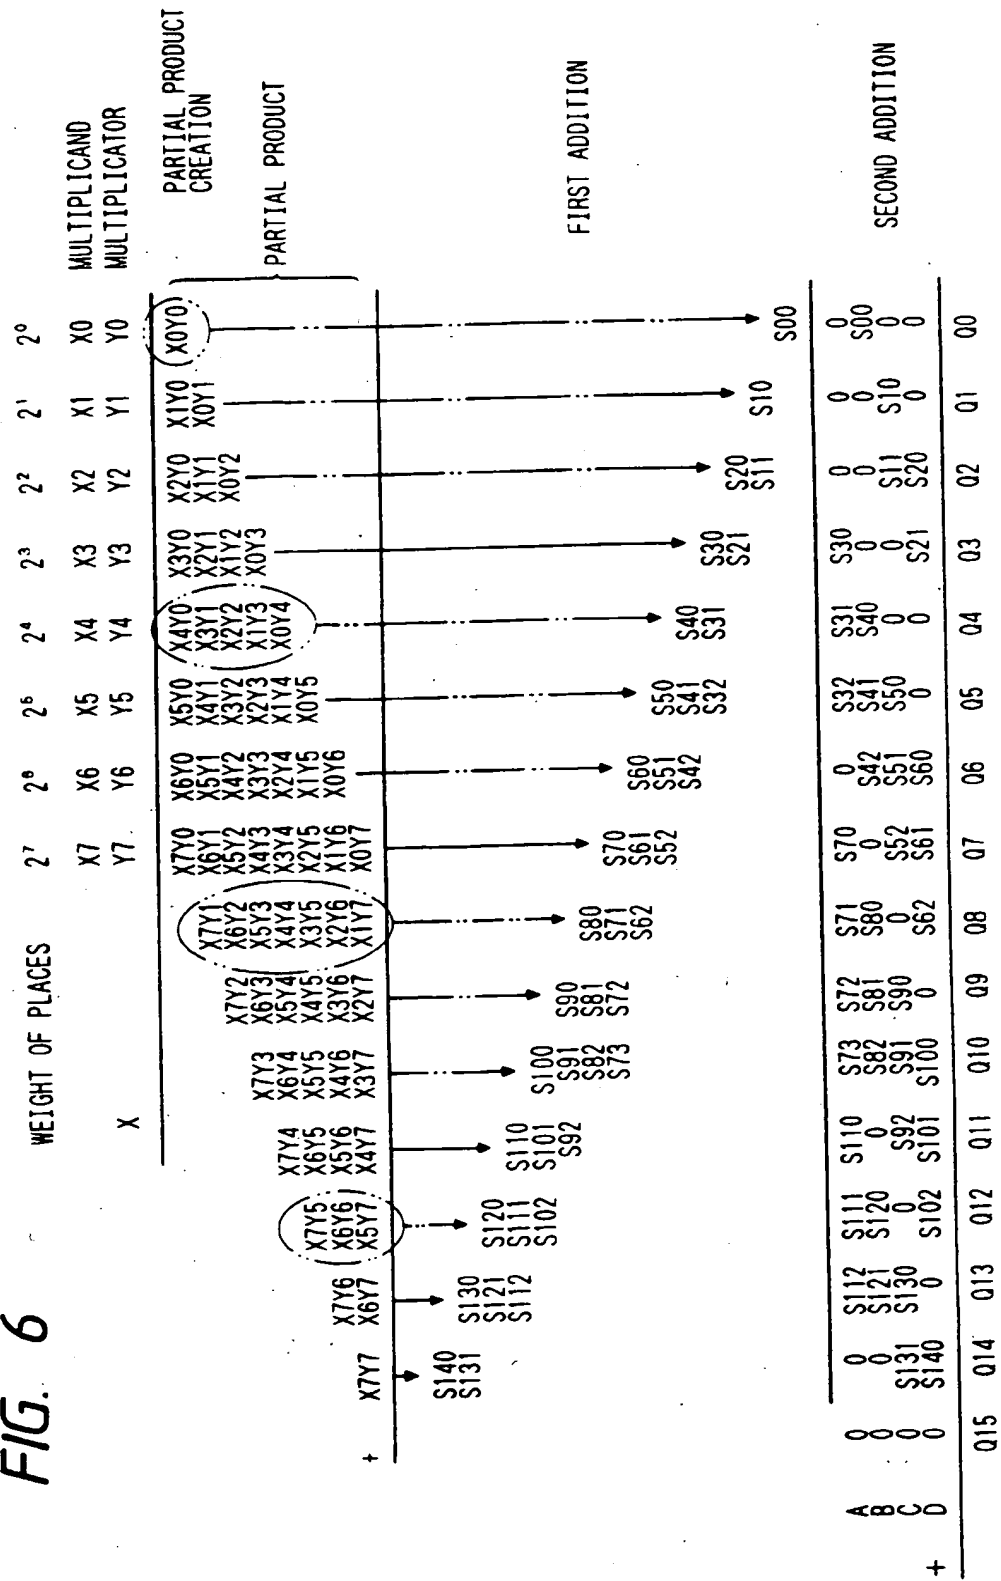 FIG. 6
WEIGHT OF PLACES 2⁷ 2⁶ 2⁵ 2⁴ 2³ 2² 2¹ 2⁰
X7 X6 X5 X4 X3 X2 X1 X0 MULTIPLICAND
X Y7. Y6 Y5 Y4 Y3 Y2 Y1 Y0 MULTIPLICATOR
X7Y0 X6Y0 X5Y0 X4Y0 X3Y0 X2Y0 X1Y0 X0Y0 PARTIAL PRODUCT
X7Y1 X6Y1 X5Y1 X4Y1 X3Y1 X2Y1 X1Y1 X0Y1 CREATION
X7Y2 X6Y2 X5Y2 X4Y2 X3Y2 X2Y2 X1Y2 X0Y2
X7Y3 X6Y3 X5Y3 X4Y3 X3Y3 X2Y3 X1Y3 X0Y3
PARTIAL PRODUCT
X7Y4 X6Y4 X5Y4 X4Y4 X3Y4 X2Y4 X1Y4 X0Y4
X7Y5 X6Y5 X5Y5 X4Y5 X3Y5 X2Y5 X1Y5 X0Y5
X7Y6 X6Y6 X5Y6 X4Y6 X3Y6 X2Y6 X1Y6 X0Y6
+ X7Y7 X6Y7 X5Y7 X4Y7 X3Y7 X2Y7 X1Y7 X0Y7
FIRST ADDITION
S140
S131
S130
S121
S112
S120
S111
S102
S110
S101
S92
S100
S91
S82
S73
S90
S81
S72
S80
S71
S62
S70
S61
S52
S60
S51
S42
S50
S41
S32
S40
S31
S30
S21
S20
S11
S10
S00
SECOND ADDITION
A 0 0 S112 S111 S110 S73 S72 S71 S70 0 S32 S31 S30 0 0 0
B 0 0 S121 S120 0 S82 S81 S80 0 S42 S41 S40 0 0 0 S00
C 0 S131 S130 0 S92 S91 S90 0 S52 S51 S50 0 0 S11 S10 0
+ D 0 S140 0 S102 S101 S100 0 S62 S61 S60 0 0 S21 S20 0 0
Q15 Q14 Q13 Q12 Q11 Q10 Q9 Q8 Q7 Q6 Q5 Q4 Q3 Q2 Q1 Q0